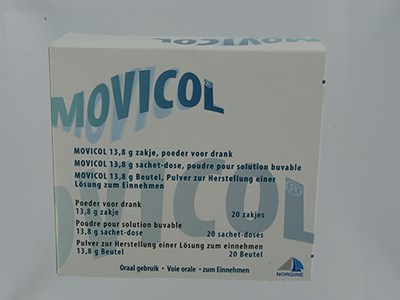 MOVICOL
MOVICOL®
MOVICOL 13,8 g zakje, poeder voor drank
MOVICOL 13,8 g sachet-dose, poudre pour solution buvable
MOVICOL 13,8 g Beutel, Pulver zur Herstellung einer
Lösung zum Einnehmen
Poeder voor drank
13,8 g zakje 20 zakjes
Poudre pour solution buvable
13,8 g sachet-dose 20 sachet-doses
Pulver zur Herstellung einer Lösung zum einnehmen
13,8 g Beutel 20 Beutel
MOVICOL®
Oraal gebruik - Voie orale - zum Einnehmen
NORGINE